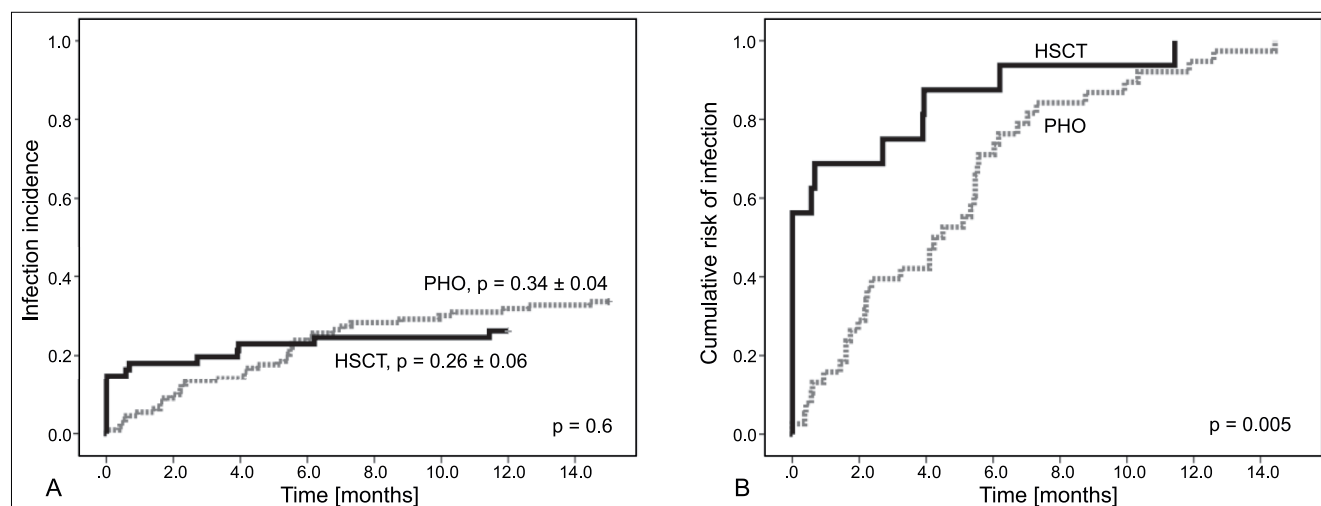 1.0
0.8
0.6
0.4
0.2
0.0
Infection incidence
PHO, p = 0.34 ± 0.04
HSCT, p = 0.26 ± 0.06
p = 0.6
.0 2.0 4.0 6.0 8.0 10.0 12.0 14.0
A
Time [months]
1.0
0.8
0.6
0.4
0.2
0.0
Cumulative risk of infection
HSCT
PHO
p = 0.005
.0 2.0 4.0 6.0 8.0 10.0 12.0 14.0
B
Time [months]